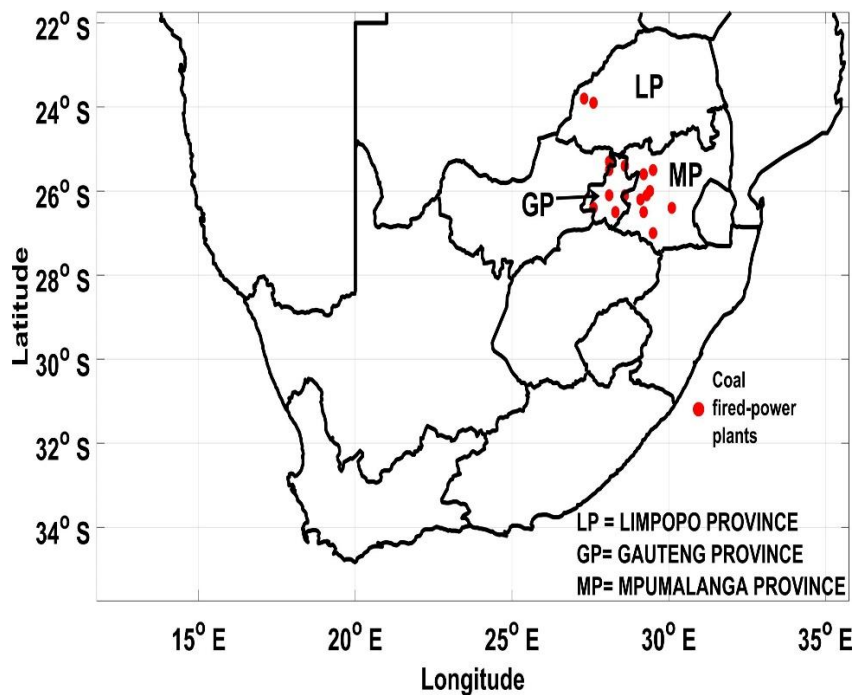 22° S
24° S
26° S
28° S
30° S
32° S
34° S
Latitude
LP
MP
GP
Coal
fired-power
plants
LP = LIMPOPO PROVINCE
GP = GAUTENG PROVINCE
MP= MPUMALANGA PROVINCE
15° E
20° E
25° E
30° E
35° E
Longitude